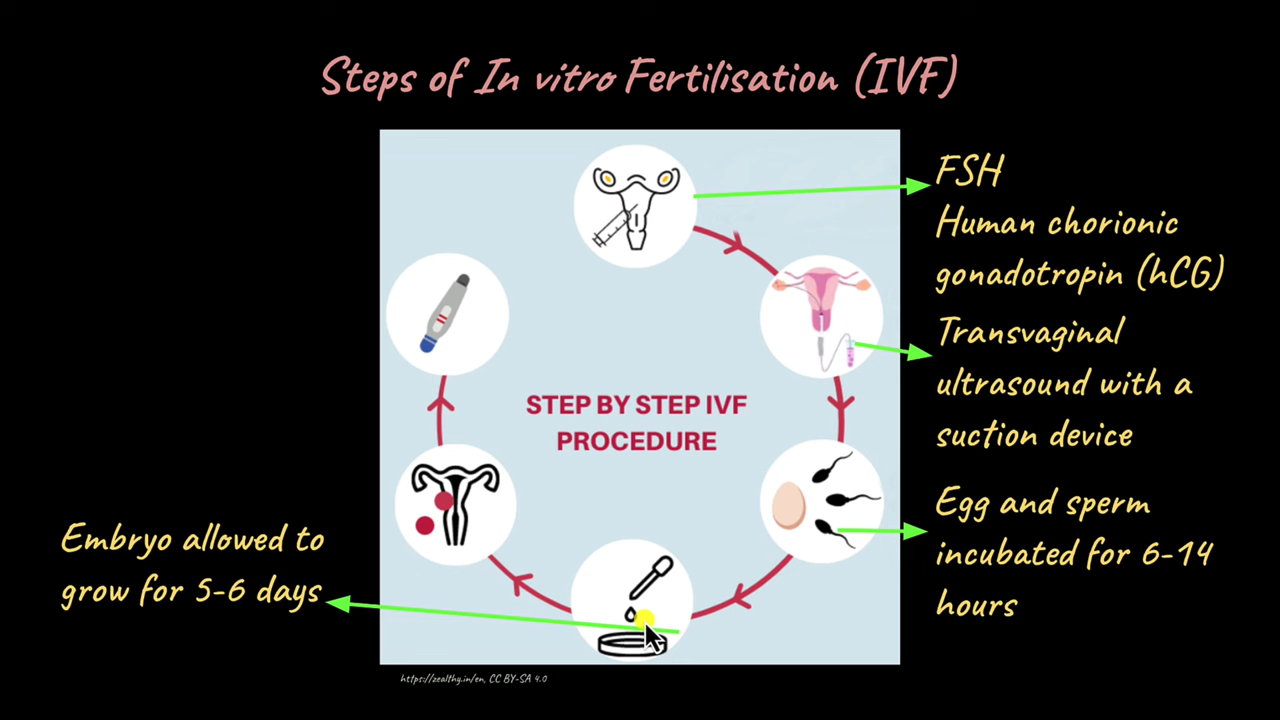 Steps of In vitro Fertilisation (IVF)
FSH
Human chorionic
gonadotropin (hCG)
Transvaginal
ultrasound with a
suction device
STEP BY STEP IVF
PROCEDURE
Egg and sperm
incubated for 6-14
hours
Embryo allowed to
grow for 5-6 days
https://zealthy.in/en, CC BY-SA 4.0